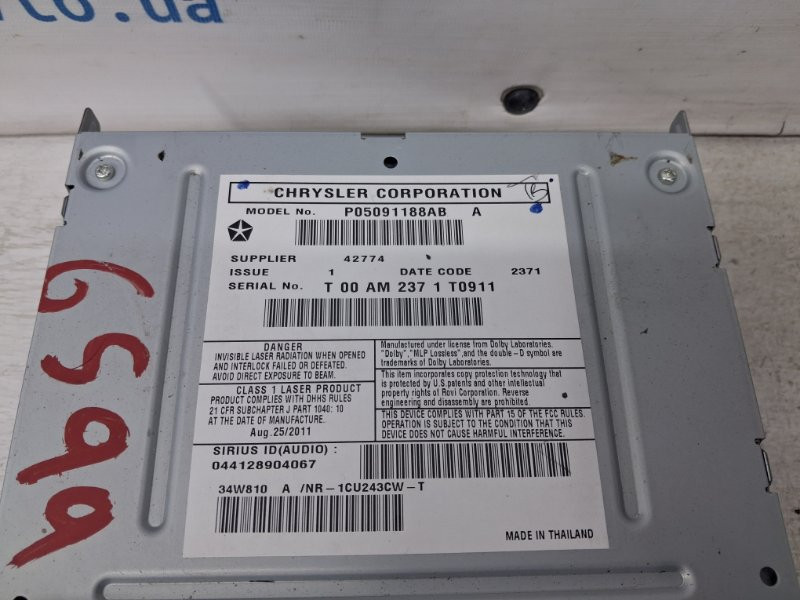 to.ua
CHRYSLER CORPORATION
MODEL No. P05091188AB A
SUPPLIER 42774
ISSUE 1 DATE CODE 2371
SERIAL No. T 00 AM 237 1 T0911
DANGER
INVISIBLE LASER RADIATION WHEN OPENED
AND INTERLOCK FAILED OR DEFEATED.
AVOID DIRECT EXPOSURE TO BEAM.
CLASS 1 LASER PRODUCT
PRODUCT COMPLIES WITH DHHS RULES
21 CFR SUBCHAPTER J PART 1040:10
AT THE DATE OF MANUFACTURE.
Aug.25/2011
Manufactured under license from Dolby Laboratories.
"Dolby","MLP Lossless",and the double-D symbol are
trademarks of Dolby Laboratories.
This item incorporates copy protection technology that
is protected by U.S.patents and other intellectual
property rights of Rovi Corporation. Reverse
engineering and disassembly are prohibited.
THIS DEVICE COMPLIES WITH PART 15 OF THE FCC RULES.
OPERATION IS SUBJECT TO THE CONDITION THAT THIS
DEVICE DOES NOT CAUSE HARMFUL INTERFERENCE.
SIRIUS ID(AUDIO) :
044128904067
34W810 A /NR-1CU243CW-T
MADE IN THAILAND
6599